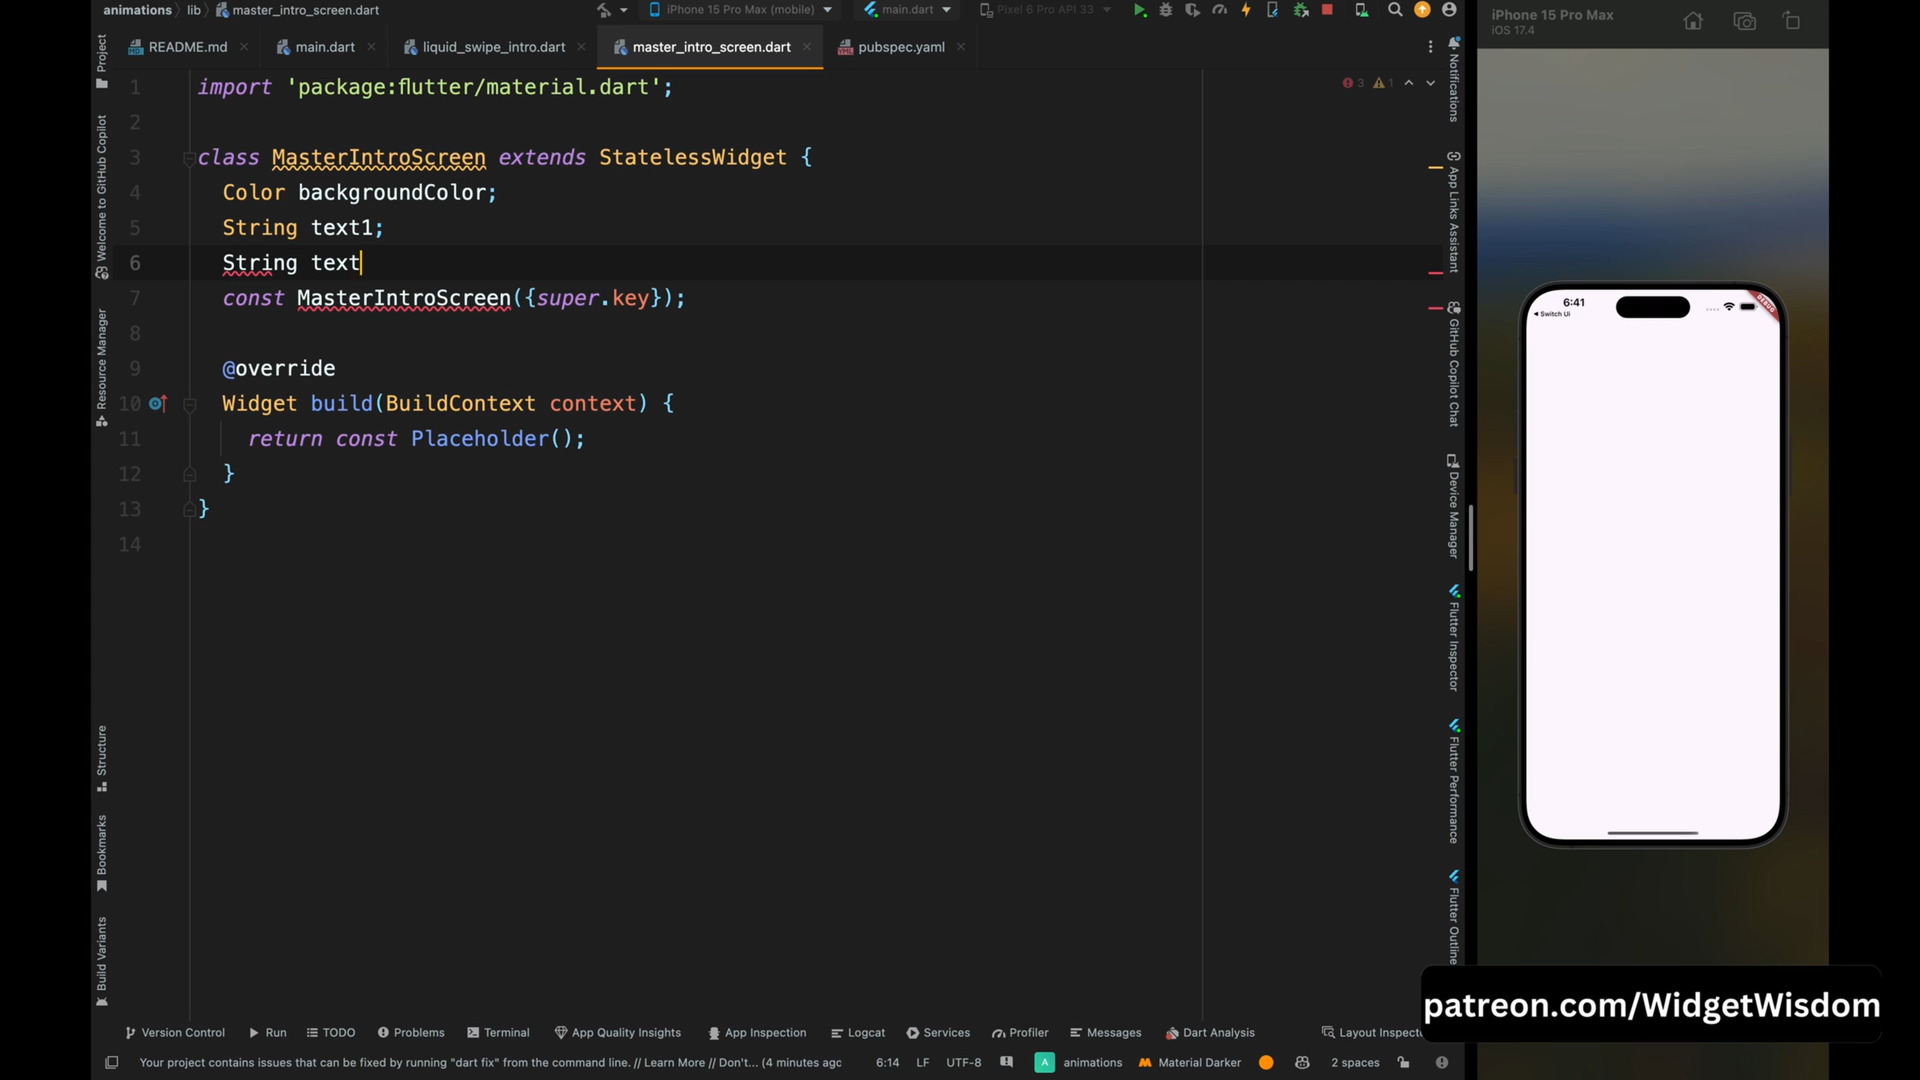 animations
lib
master_intro_screen.dart
iPhone 15 Pro Max (mobile)
main.dart
Pixel 6 Pro API 33
README.md
main.dart
liquid_swipe_intro.dart
master_intro_screen.dart
pubspec.yaml
1 import 'package:flutter/material.dart';
2
3 class MasterIntroScreen extends StatelessWidget {
4 Color backgroundColor;
5 String text1;
6 String text
7 const MasterIntroScreen({super.key});
8
9 @override
10 Widget build(BuildContext context) {
11 return const Placeholder();
12 }
13 }
14
3 1
Project
Welcome to GitHub Copilot
Resource Manager
Structure
Bookmarks
Build Variants
Notifications
App Links Assistant
GitHub Copilot Chat
Device Manager
Flutter Inspector
Flutter Performance
Flutter Outline
iPhone 15 Pro Max
iOS 17.4
6:41
Switch Ui
DEBUG
patreon.com/WidgetWisdom
Version Control
Run
TODO
Problems
Terminal
App Quality Insights
App Inspection
Logcat
Services
Profiler
Messages
Dart Analysis
Layout Inspecto
Your project contains issues that can be fixed by running "dart fix" from the command line. // Learn More // Don't... (4 minutes ago
6:14
LF
UTF-8
A
animations
Material Darker
2 spaces